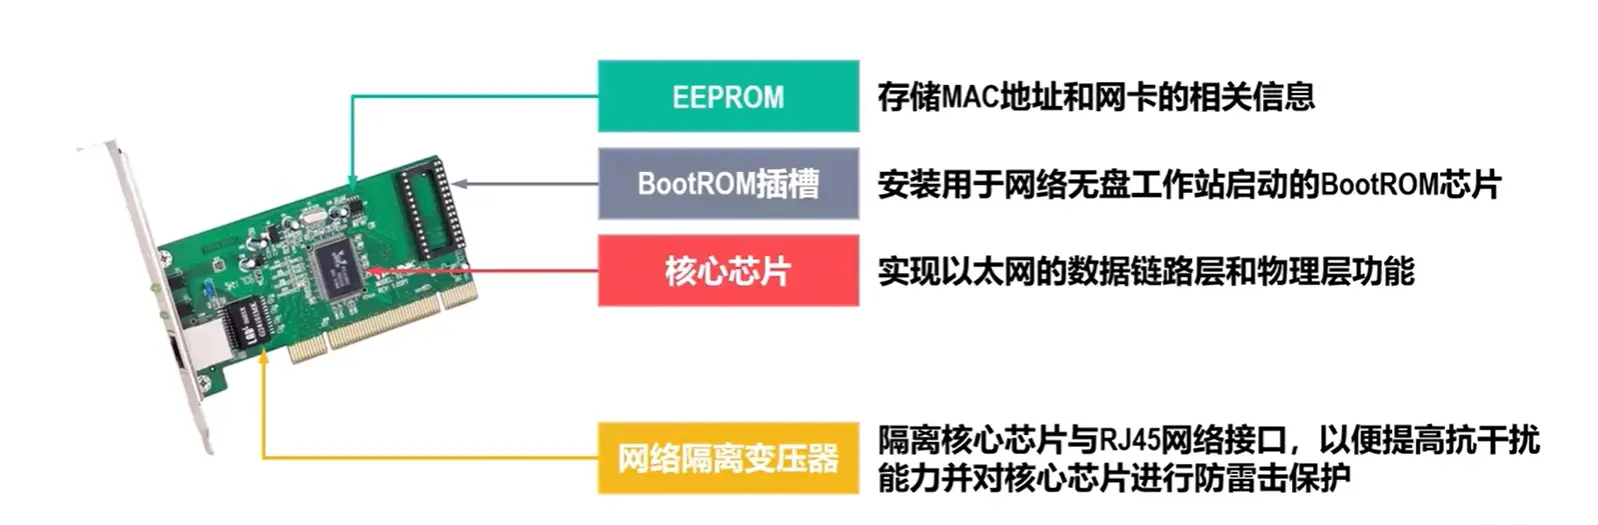 EEPROM
存储MAC地址和网卡的相关信息
BootROM插槽
安装用于网络无盘工作站启动的BootROM芯片
核心芯片
实现以太网的数据链路层和物理层功能
网络隔离变压器
隔离核心芯片与RJ45网络接口，以便提高抗干扰
能力并对核心芯片进行防雷击保护